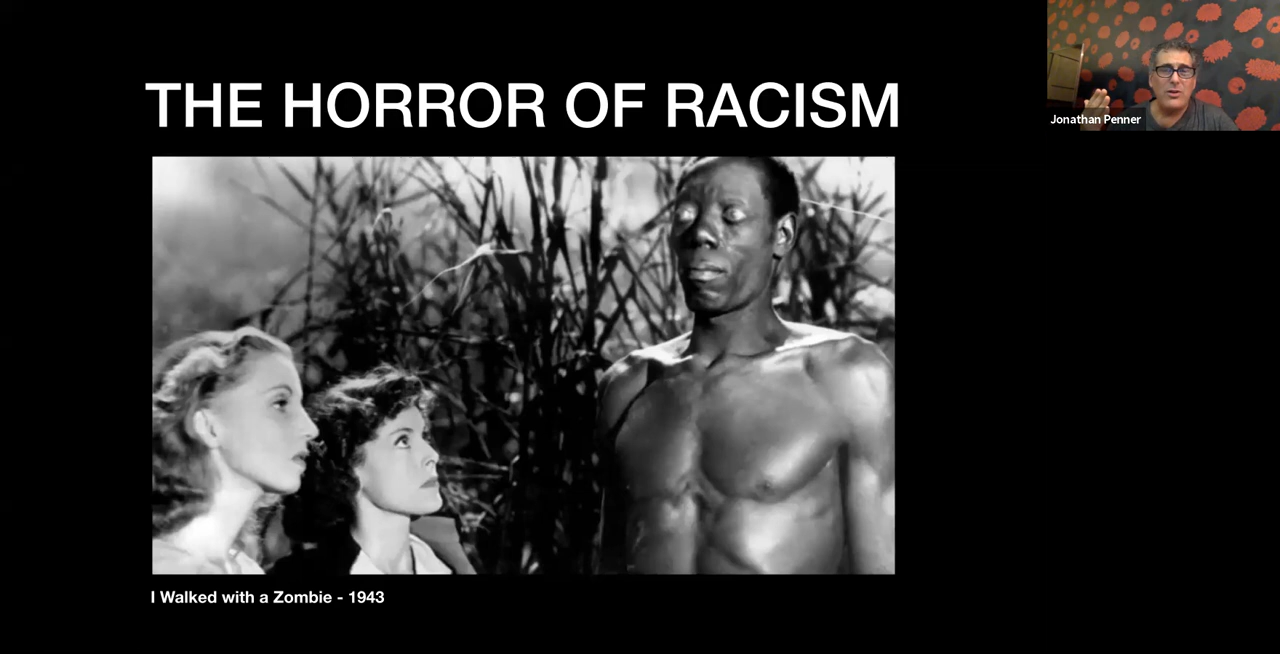 THE HORROR OF RACISM
Jonathan Penner
I Walked with a Zombie - 1943